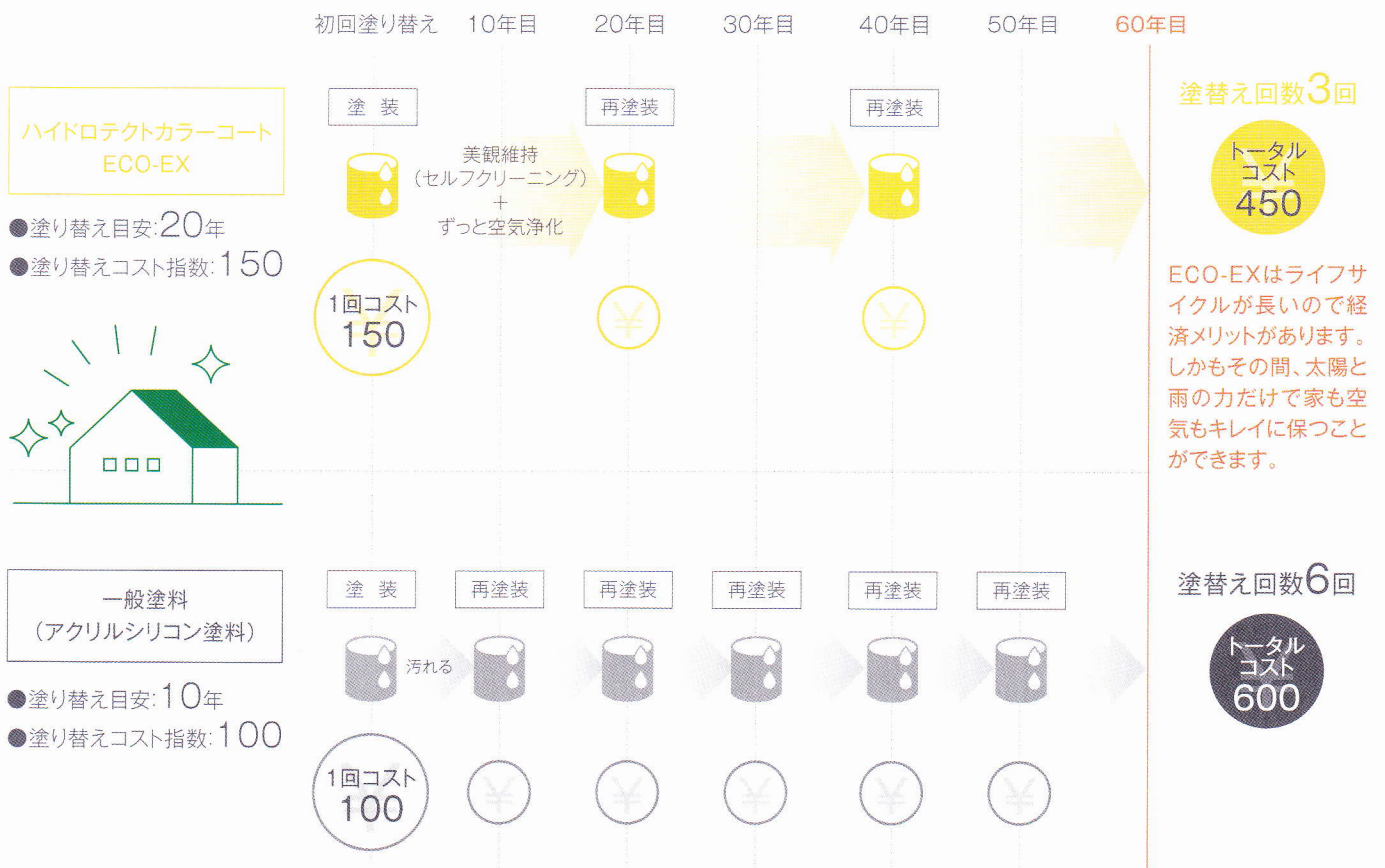 初回塗り替え 10年目 20年目 30年目 40年目 50年目 60年目
ハイドロテクトカラーコート
ECO-EX
●塗り替え目安:20年
●塗り替えコスト指数:150
塗 装
再塗装
再塗装
美観維持
(セルフクリーニング)
+
ずっと空気浄化
1回コスト
150
¥
¥
塗替え回数3回
トータル
コスト
450
ECO-EXはライフサ
イクルが長いので経
済メリットがあります。
しかもその間、太陽と
雨の力だけで家も空
気もキレイに保つこと
ができます。
一般塗料
(アクリルシリコン塗料)
●塗り替え目安:10年
●塗り替えコスト指数:100
塗 装
再塗装
再塗装
再塗装
再塗装
再塗装
汚れる
1回コスト
100
¥
¥
¥
¥
¥
塗替え回数6回
トータル
コスト
600